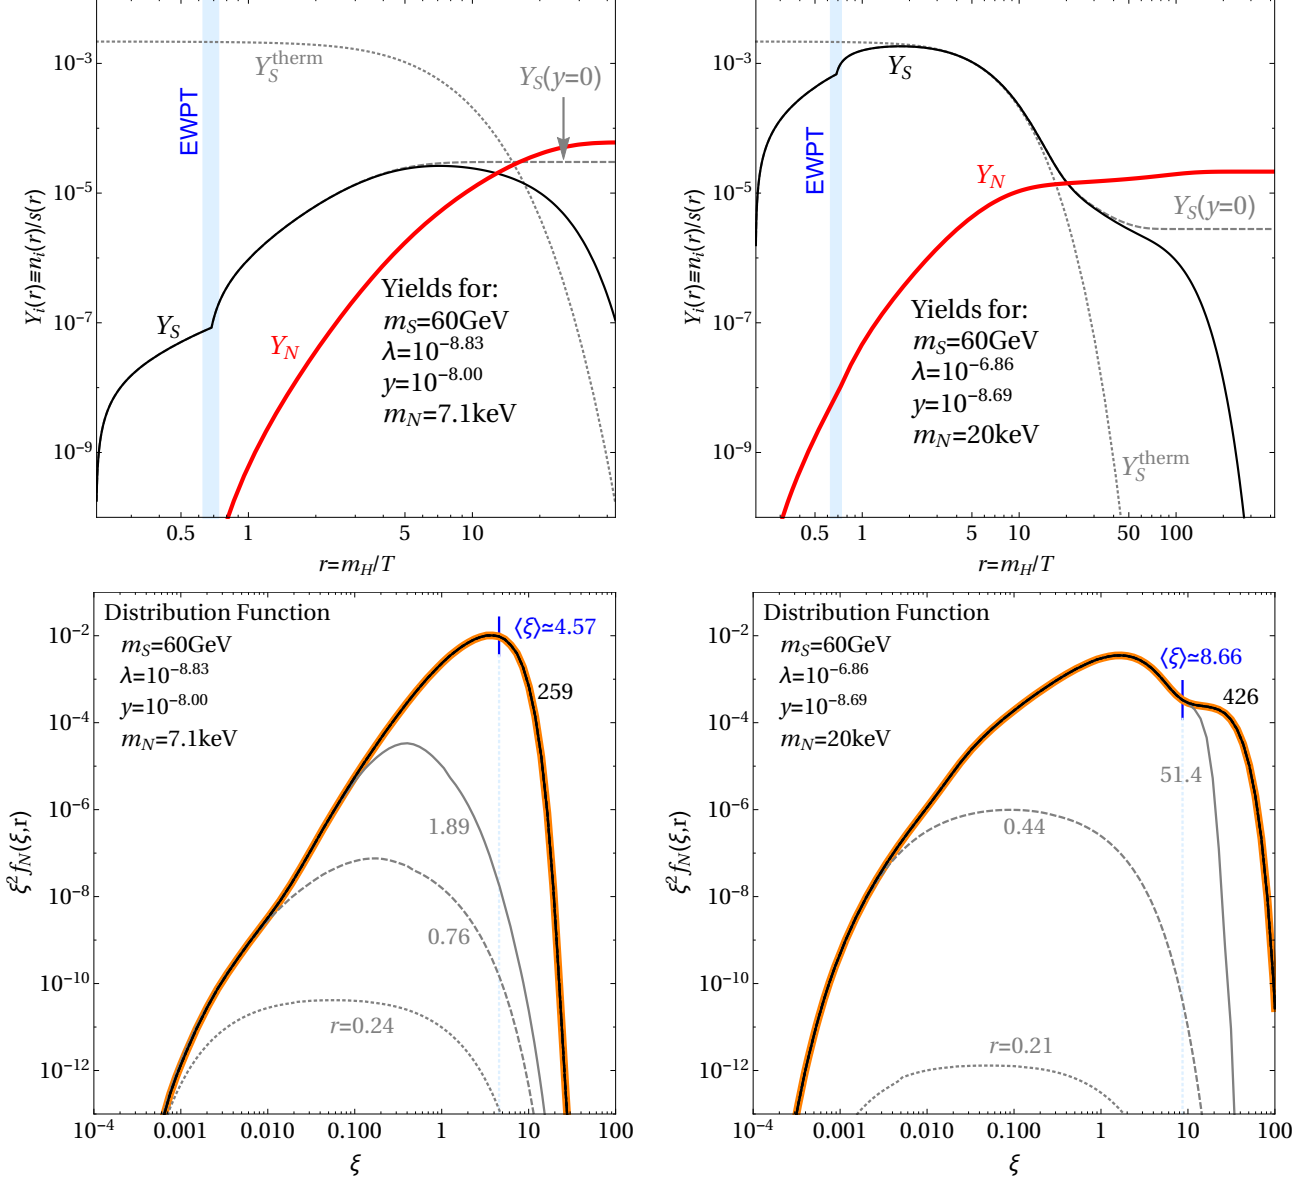 10⁻³
10⁻⁵
10⁻⁷
10⁻⁹
Yᵢ(r)≡nᵢ(r)/s(r)
Y_S^therm
Y_S(y=0)
EWPT
Y_S
Y_N
Yields for:
m_S=60GeV
λ=10⁻⁸·⁸³
y=10⁻⁸·⁰⁰
m_N=7.1keV
0.5 1 5 10
r=m_H/T
10⁻³
10⁻⁵
10⁻⁷
10⁻⁹
Yᵢ(r)≡nᵢ(r)/s(r)
Y_S
EWPT
Y_N
Y_S(y=0)
Yields for:
m_S=60GeV
λ=10⁻⁶·⁸⁶
y=10⁻⁸·⁶⁹
m_N=20keV
Y_S^therm
0.5 1 5 10 50 100
r=m_H/T
Distribution Function
m_S=60GeV
λ=10⁻⁸·⁸³
y=10⁻⁸·⁰⁰
m_N=7.1keV
⟨ξ⟩≃4.57
259
1.89
0.76
r=0.24
10⁻²
10⁻⁴
10⁻⁶
10⁻⁸
10⁻¹⁰
10⁻¹²
ξ²f_N(ξ,r)
10⁻⁴ 0.001 0.010 0.100 1 10 100
ξ
Distribution Function
m_S=60GeV
λ=10⁻⁶·⁸⁶
y=10⁻⁸·⁶⁹
m_N=20keV
⟨ξ⟩≃8.66
426
51.4
0.44
r=0.21
10⁻²
10⁻⁴
10⁻⁶
10⁻⁸
10⁻¹⁰
10⁻¹²
ξ²f_N(ξ,r)
10⁻⁴ 0.001 0.010 0.100 1 10 100
ξ